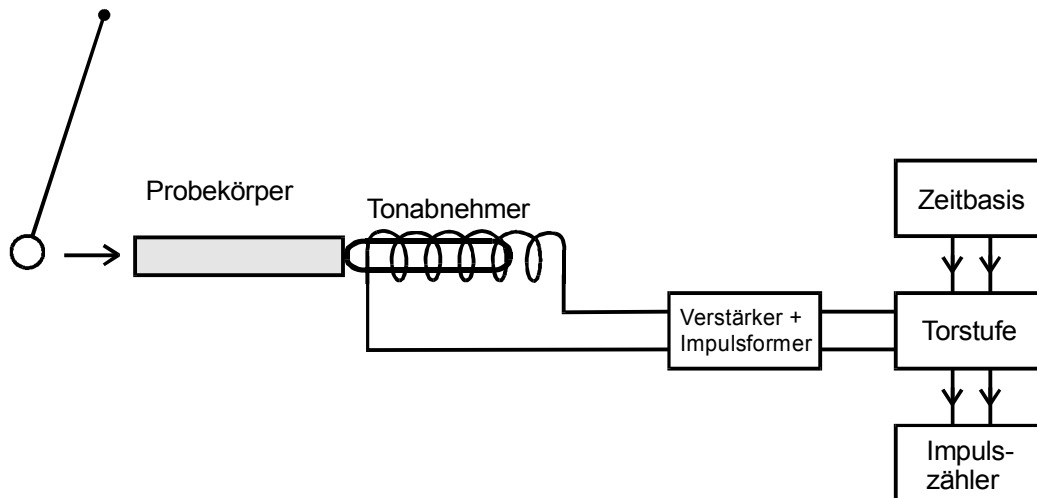 Probekörper
Tonabnehmer
Zeitbasis
Verstärker +
Impulsformer
Torstufe
Impuls-
zähler